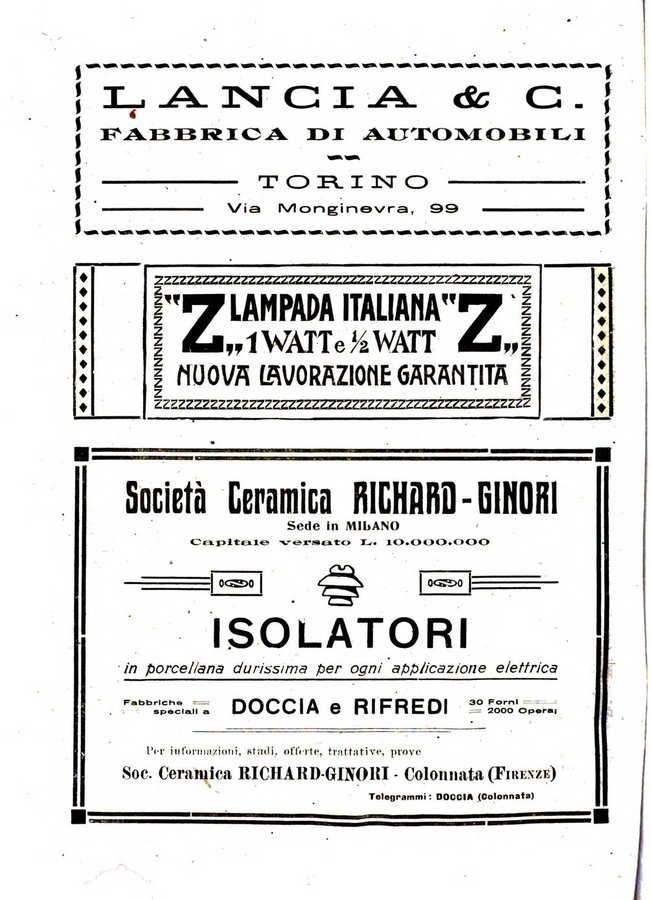 LANCIA & C.
FABBRICA DI AUTOMOBILI
TORINO
Via Monginevra, 99
"Z„ LAMPADA ITALIANA "Z„
1 WATT e ½ WATT
NUOVA LAVORAZIONE GARANTITA
Società Ceramica RICHARD-GINORI
Sede in MILANO
Capitale versato L. 10.000.000
ISOLATORI
in porcellana durissima per ogni applicazione elettrica
Fabbriche speciali a DOCCIA e RIFREDI 30 Forni 2000 Operai
Per informazioni, studi, offerte, trattative, prove
Soc. Ceramica RICHARD-GINORI - Colonnata (FIRENZE)
Telegrammi: DOCCIA (Colonnata)